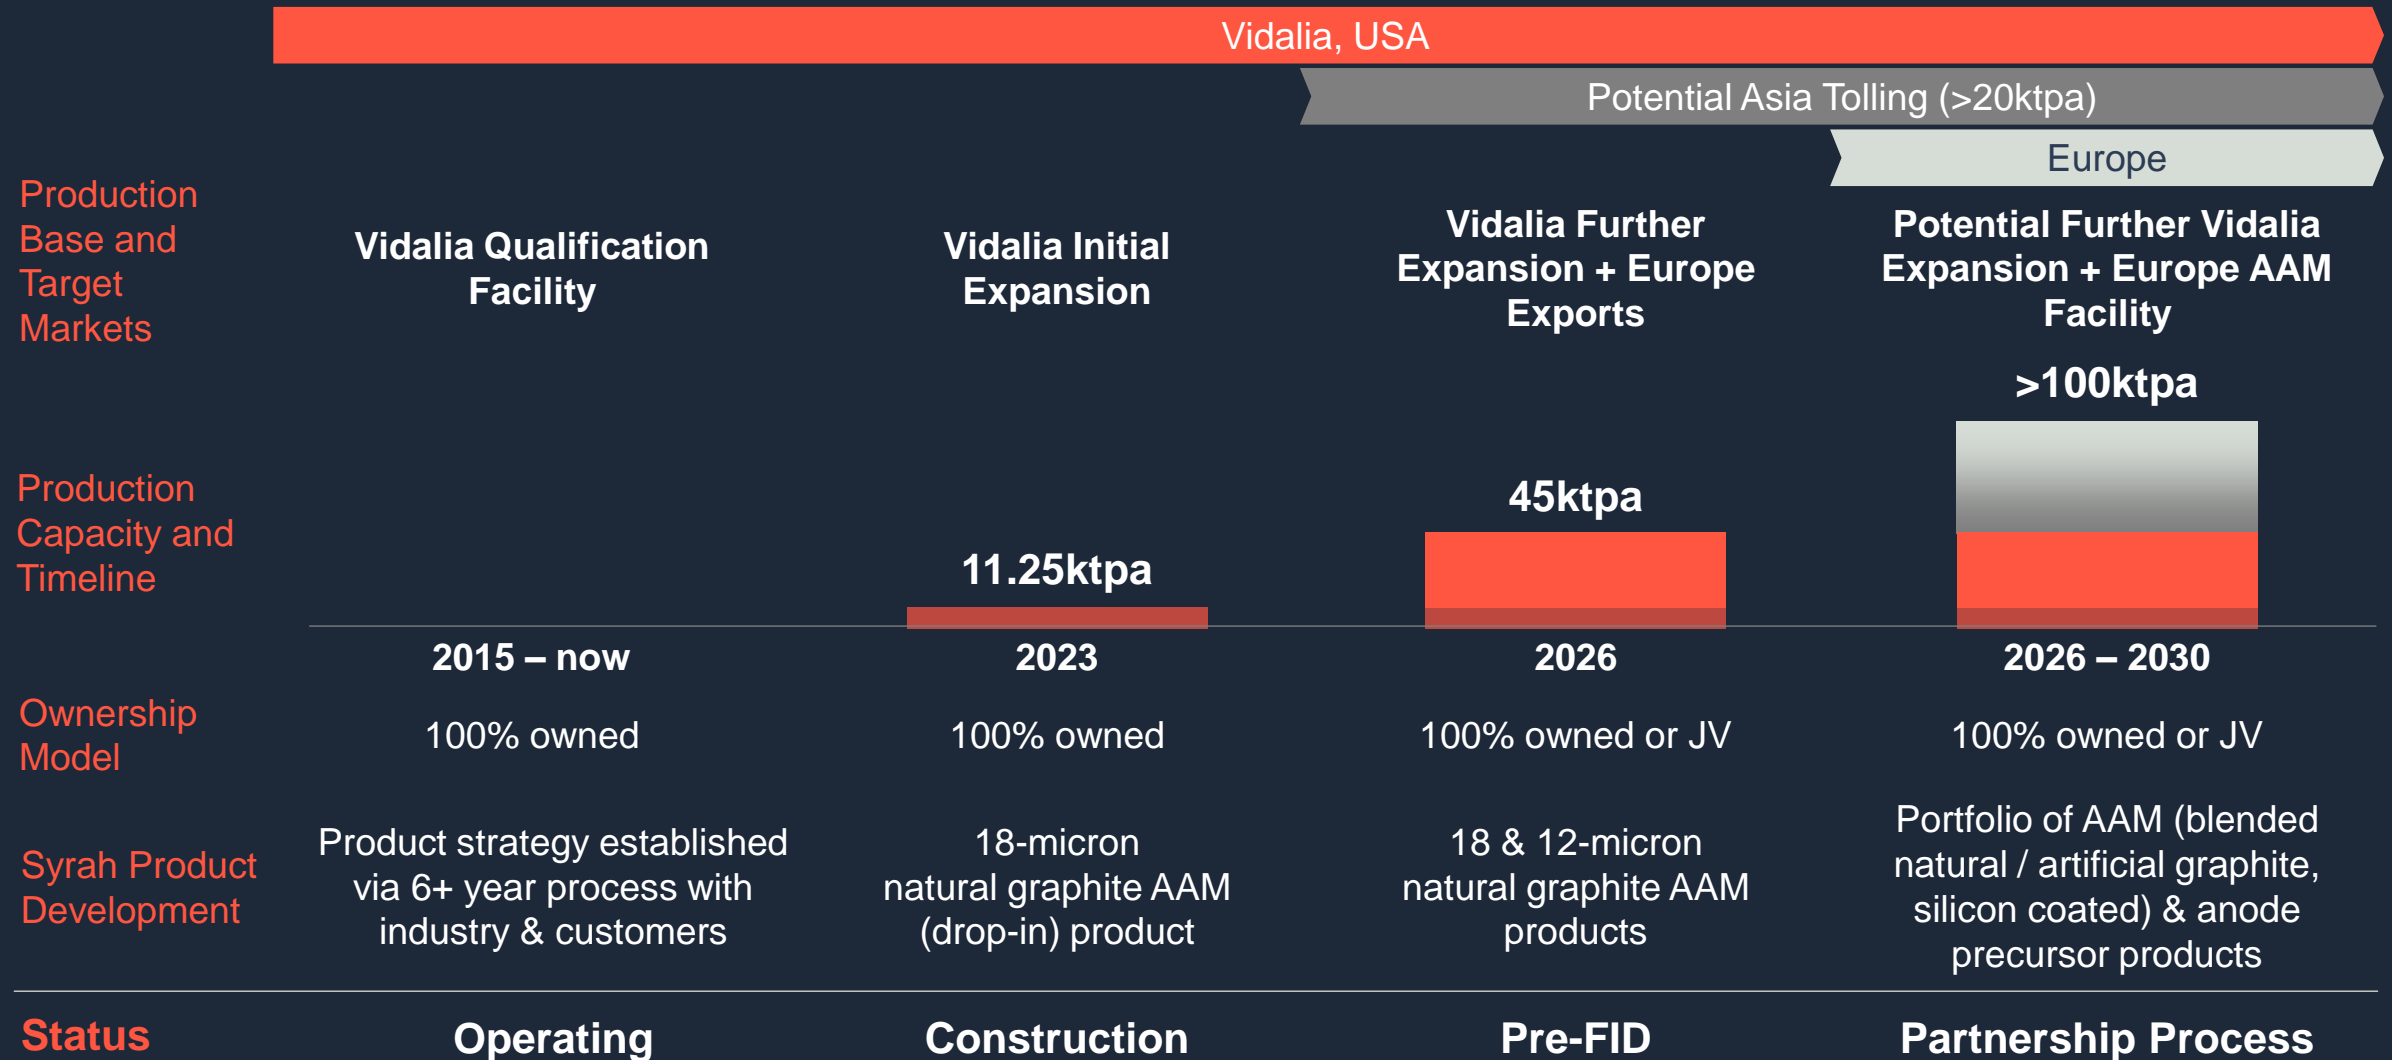 Vidalia, USA
Potential Asia Tolling (>20ktpa)
Europe
Production
Base and
Target
Markets
Vidalia Qualification
Facility
Vidalia Initial
Expansion
Vidalia Further
Expansion + Europe
Exports
Potential Further Vidalia
Expansion + Europe AAM
Facility
Production
Capacity and
Timeline
11.25ktpa
45ktpa
>100ktpa
2015 – now
2023
2026
2026 – 2030
Ownership
Model
100% owned
100% owned
100% owned or JV
100% owned or JV
Syrah Product
Development
Product strategy established
via 6+ year process with
industry & customers
18-micron
natural graphite AAM
(drop-in) product
18 & 12-micron
natural graphite AAM
products
Portfolio of AAM (blended
natural / artificial graphite,
silicon coated) & anode
precursor products
Status
Operating
Construction
Pre-FID
Partnership Process